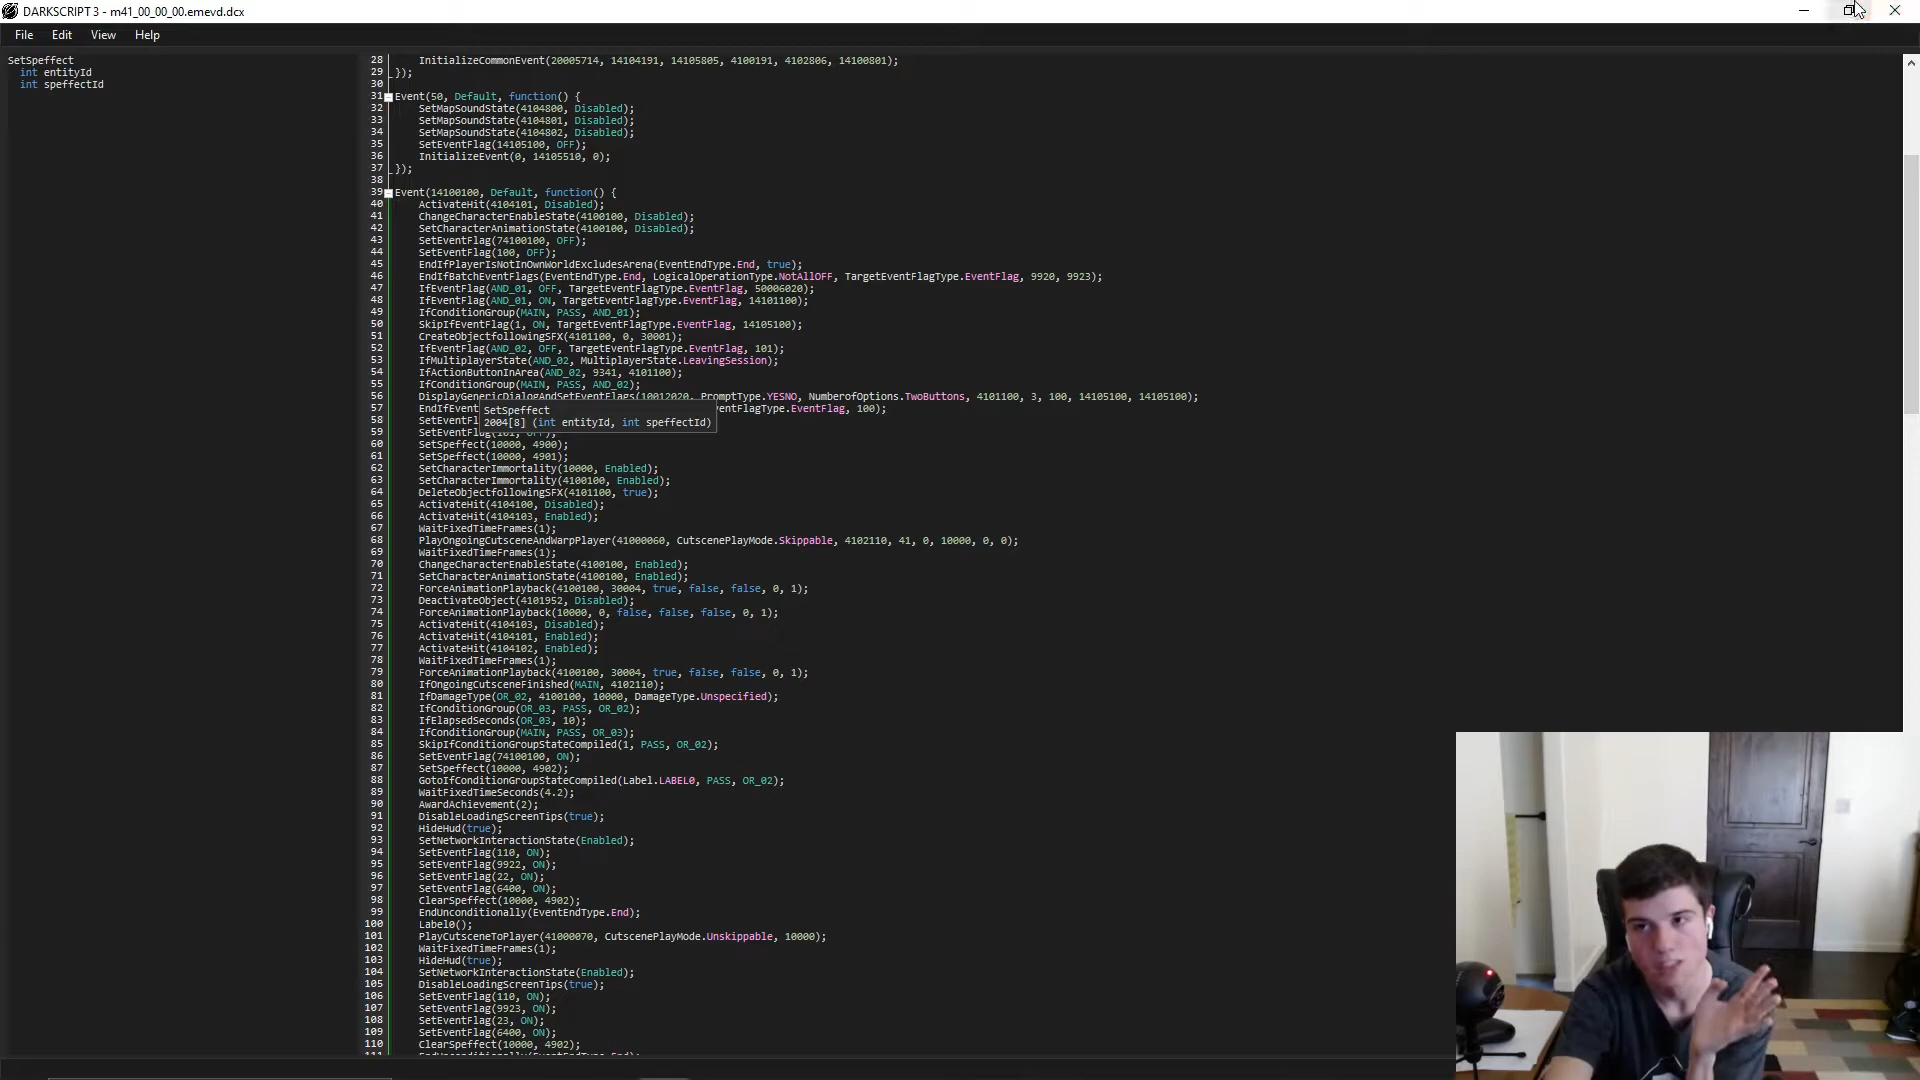 DARKSCRIPT 3 - m41_00_00_00.emevd.dcx
File Edit View Help
SetSpeffect
int entityId
int speffectId
28 InitializeCommonEvent(20005714, 14104191, 14105805, 4100191, 4102806, 14100801);
29 });
30
31 Event(50, Default, function() {
32 SetMapSoundState(4104800, Disabled);
33 SetMapSoundState(4104801, Disabled);
34 SetMapSoundState(4104802, Disabled);
35 SetEventFlag(14105100, OFF);
36 InitializeEvent(0, 14105510, 0);
37 });
38
39 Event(14100100, Default, function() {
40 ActivateHit(4104101, Disabled);
41 ChangeCharacterEnableState(4100100, Disabled);
42 SetCharacterAnimationState(4100100, Disabled);
43 SetEventFlag(74100100, OFF);
44 SetEventFlag(100, OFF);
45 EndIfPlayerIsNotInOwnWorldExcludesArena(EventEndType.End, true);
46 EndIfBatchEventFlags(EventEndType.End, LogicalOperationType.NotAllOFF, TargetEventFlagType.EventFlag, 9920, 9923);
47 IfEventFlag(AND_01, OFF, TargetEventFlagType.EventFlag, 50006020);
48 IfEventFlag(AND_01, ON, TargetEventFlagType.EventFlag, 14101100);
49 IfConditionGroup(MAIN, PASS, AND_01);
50 SkipIfEventFlag(1, ON, TargetEventFlagType.EventFlag, 14105100);
51 CreateObjectfollowingSFX(4101100, 0, 30001);
52 IfEventFlag(AND_02, OFF, TargetEventFlagType.EventFlag, 101);
53 IfMultiplayerState(AND_02, MultiplayerState.LeavingSession);
54 IfActionButtonInArea(AND_02, 9341, 4101100);
55 IfConditionGroup(MAIN, PASS, AND_02);
56 DisplayGenericDialogAndSetEventFlags(10012020, PromptType.YESNO, NumberofOptions.TwoButtons, 4101100, 3, 100, 14105100, 14105100);
57 EndIfEvent ventFlagType.EventFlag, 100);
SetSpeffect
2004[8] (int entityId, int speffectId)
58 SetEventFl
59 SetEventFlag(101, OFF);
60 SetSpeffect(10000, 4900);
61 SetSpeffect(10000, 4901);
62 SetCharacterImmortality(10000, Enabled);
63 SetCharacterImmortality(4100100, Enabled);
64 DeleteObjectfollowingSFX(4101100, true);
65 ActivateHit(4104100, Disabled);
66 ActivateHit(4104103, Enabled);
67 WaitFixedTimeFrames(1);
68 PlayOngoingCutsceneAndWarpPlayer(41000060, CutscenePlayMode.Skippable, 4102110, 41, 0, 10000, 0, 0);
69 WaitFixedTimeFrames(1);
70 ChangeCharacterEnableState(4100100, Enabled);
71 SetCharacterAnimationState(4100100, Enabled);
72 ForceAnimationPlayback(4100100, 30004, true, false, false, 0, 1);
73 DeactivateObject(4101952, Disabled);
74 ForceAnimationPlayback(10000, 0, false, false, false, 0, 1);
75 ActivateHit(4104103, Disabled);
76 ActivateHit(4104101, Enabled);
77 ActivateHit(4104102, Enabled);
78 WaitFixedTimeFrames(1);
79 ForceAnimationPlayback(4100100, 30004, true, false, false, 0, 1);
80 IfOngoingCutsceneFinished(MAIN, 4102110);
81 IfDamageType(OR_02, 4100100, 10000, DamageType.Unspecified);
82 IfConditionGroup(OR_03, PASS, OR_02);
83 IfElapsedSeconds(OR_03, 10);
84 IfConditionGroup(MAIN, PASS, OR_03);
85 SkipIfConditionGroupStateCompiled(1, PASS, OR_02);
86 SetEventFlag(74100100, ON);
87 SetSpeffect(10000, 4902);
88 GotoIfConditionGroupStateCompiled(Label.LABEL0, PASS, OR_02);
89 WaitFixedTimeSeconds(4.2);
90 AwardAchievement(2);
91 DisableLoadingScreenTips(true);
92 HideHud(true);
93 SetNetworkInteractionState(Enabled);
94 SetEventFlag(110, ON);
95 SetEventFlag(9922, ON);
96 SetEventFlag(22, ON);
97 SetEventFlag(6400, ON);
98 ClearSpeffect(10000, 4902);
99 EndUnconditionally(EventEndType.End);
100 Label0();
101 PlayCutsceneToPlayer(41000070, CutscenePlayMode.Unskippable, 10000);
102 WaitFixedTimeFrames(1);
103 HideHud(true);
104 SetNetworkInteractionState(Enabled);
105 DisableLoadingScreenTips(true);
106 SetEventFlag(110, ON);
107 SetEventFlag(9923, ON);
108 SetEventFlag(23, ON);
109 SetEventFlag(6400, ON);
110 ClearSpeffect(10000, 4902);
111 EndUnconditionally(EventEndType.End);